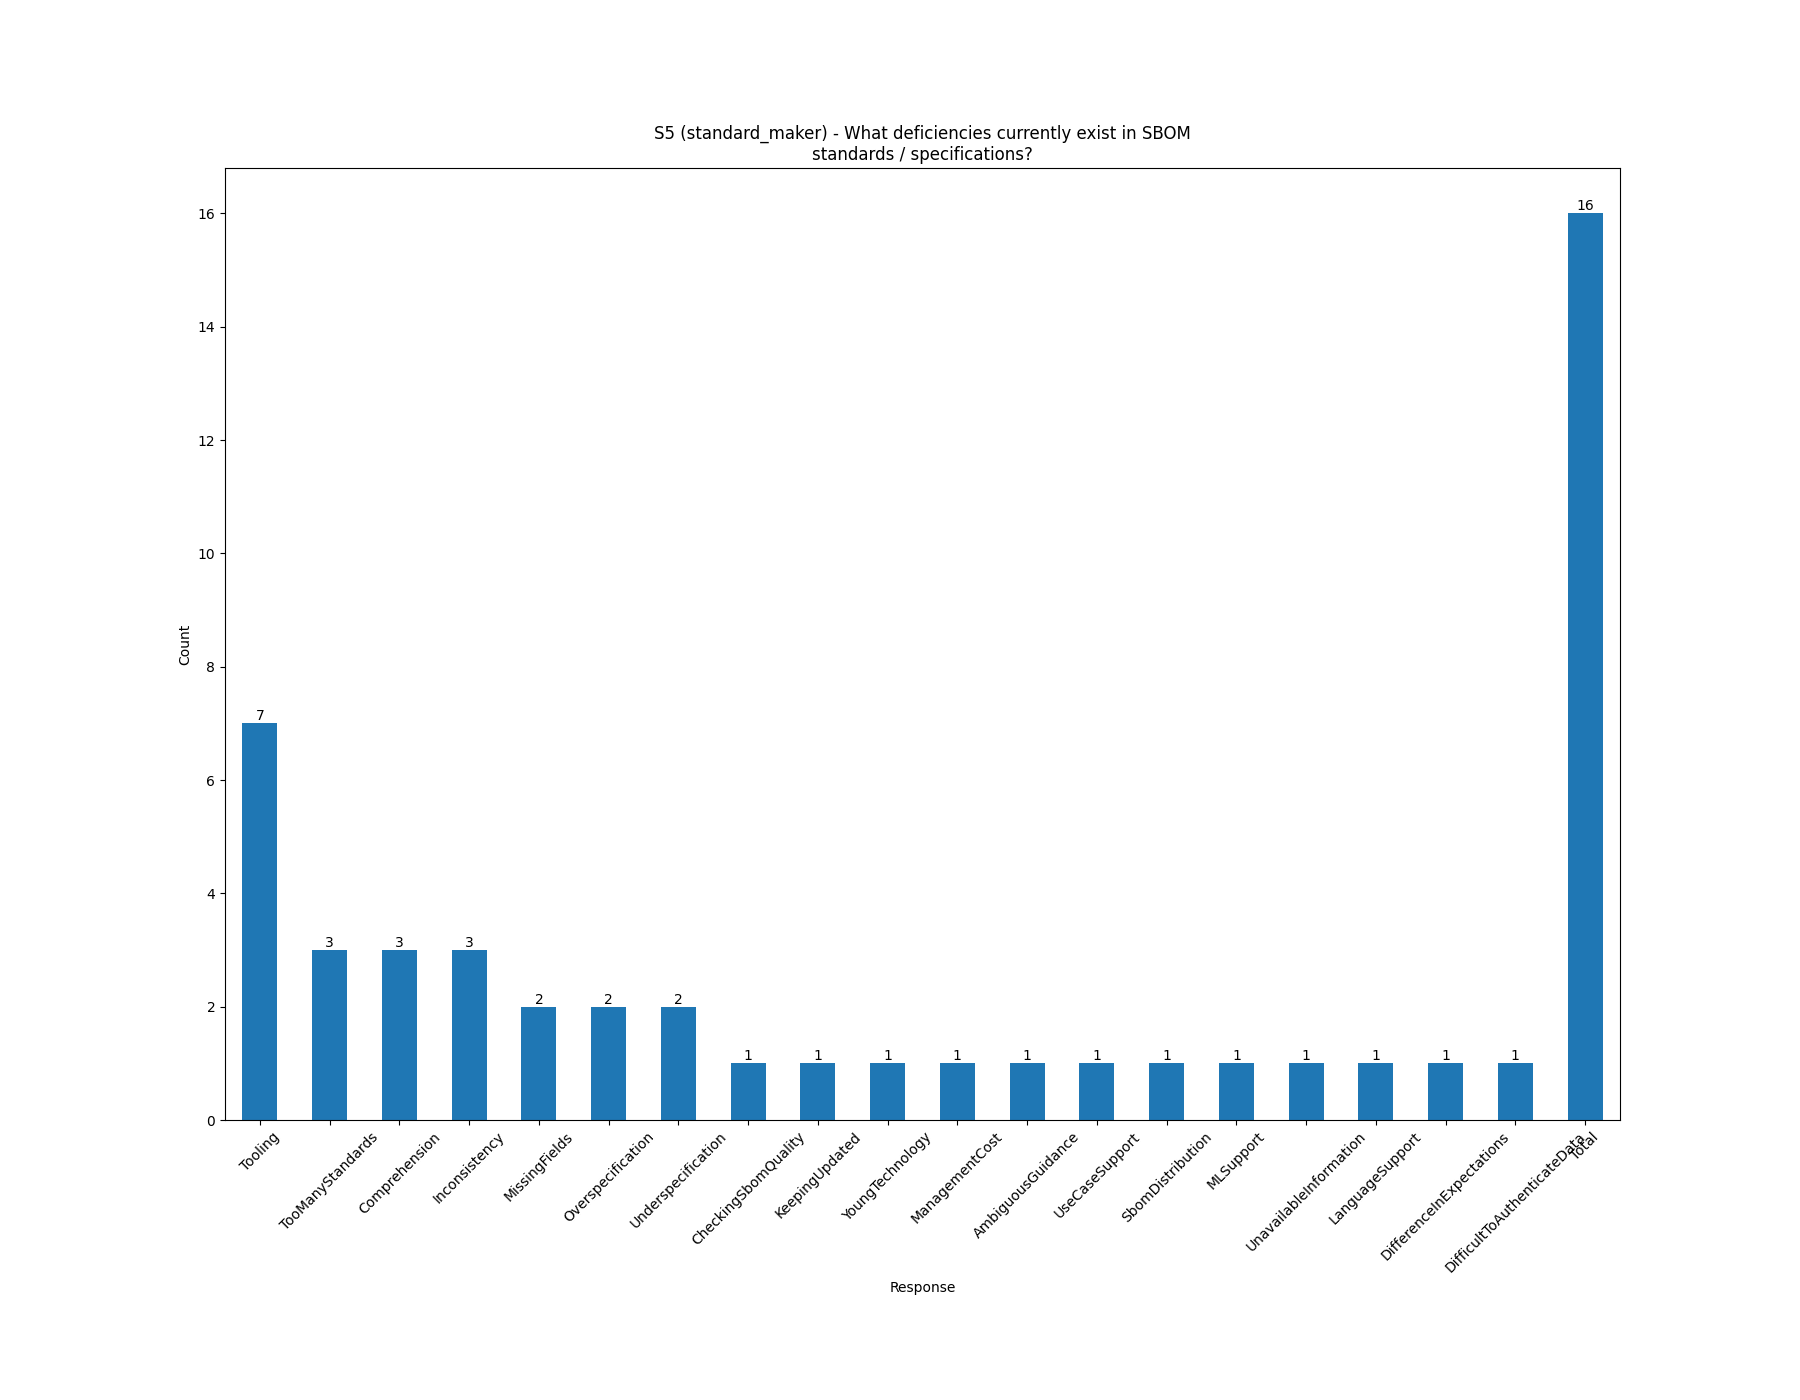 S5 (standard_maker) - What deficiencies currently exist in SBOM
standards / specifications?
16
14
12
10
8
6
4
2
0
Count
7
3
3
3
2
2
2
1
1
1
1
1
1
1
1
1
1
1
1
16
Tooling
TooManyStandards
Comprehension
Inconsistency
MissingFields
Overspecification
Underspecification
CheckingSbomQuality
KeepingUpdated
YoungTechnology
ManagementCost
AmbiguousGuidance
UseCaseSupport
SbomDistribution
MLSupport
UnavailableInformation
LanguageSupport
DifferenceInExpectations
DifficultToAuthenticateData
Total
Response